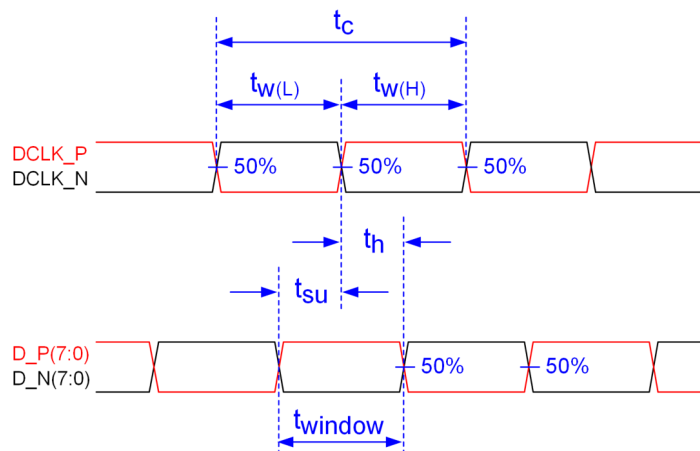 tc
tw(L)
tw(H)
DCLK_P
DCLK_N
50%
50%
50%
th
tsu
D_P(7:0)
D_N(7:0)
50%
50%
twindow